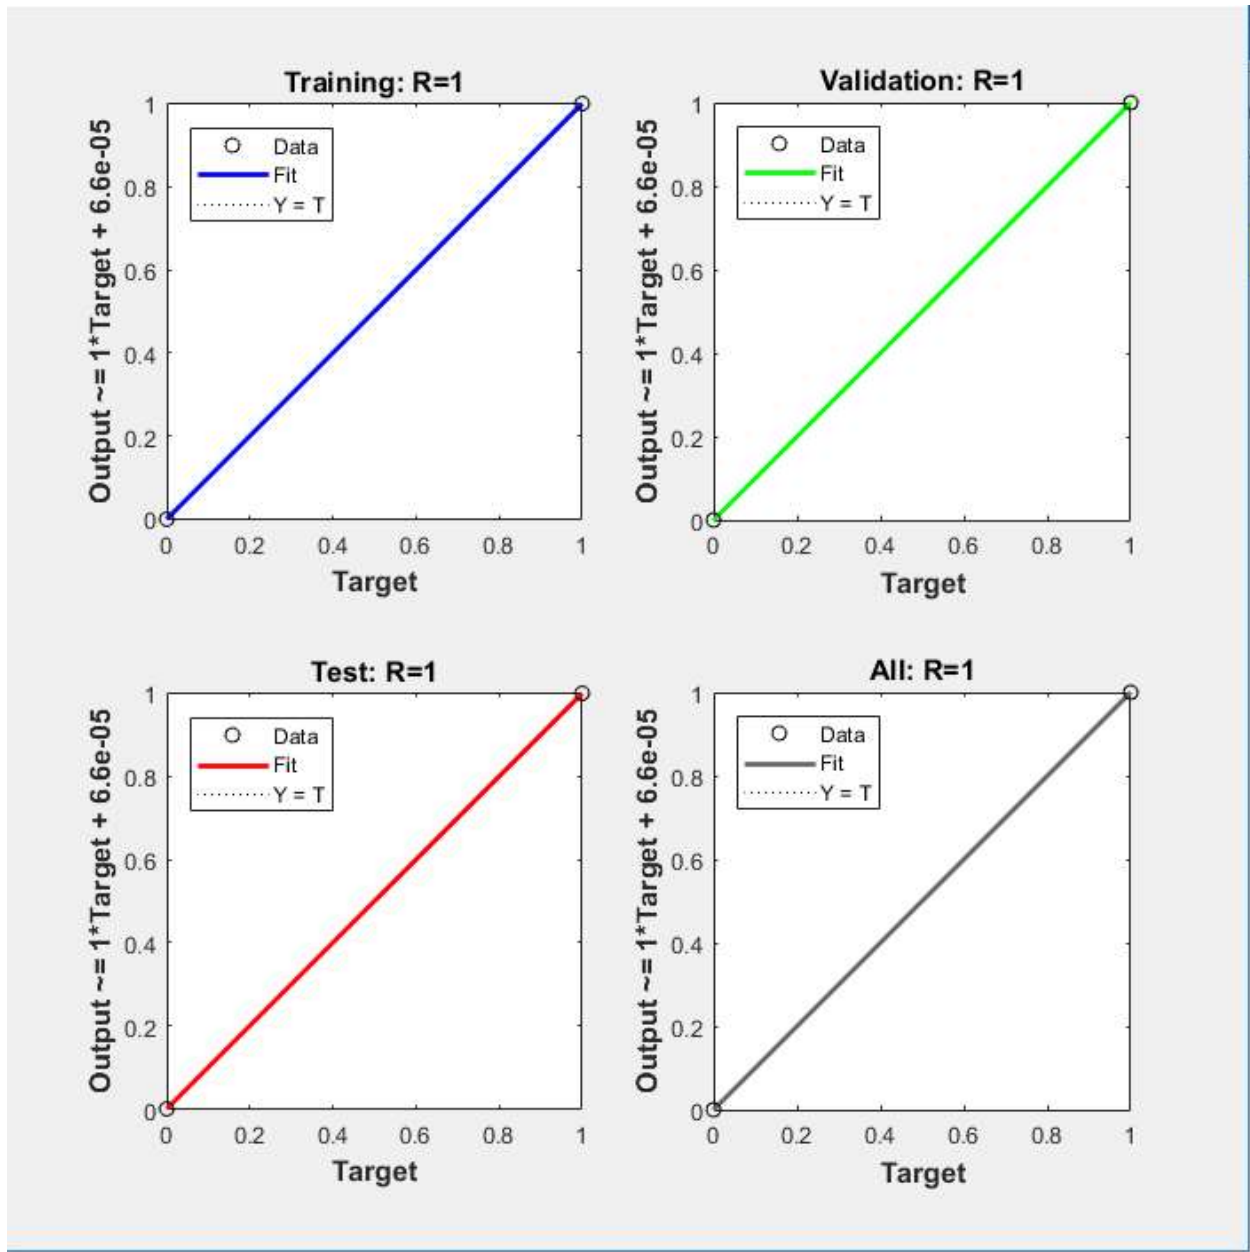 Training: R=1
Output ~= 1*Target + 6.6e-05
1
0.8
0.6
0.4
0.2
0
Data
Fit
Y = T
0 0.2 0.4 0.6 0.8 1
Target
Validation: R=1
Output ~= 1*Target + 6.6e-05
1
0.8
0.6
0.4
0.2
0
Data
Fit
Y = T
0 0.2 0.4 0.6 0.8 1
Target
Test: R=1
Output ~= 1*Target + 6.6e-05
1
0.8
0.6
0.4
0.2
0
Data
Fit
Y = T
0 0.2 0.4 0.6 0.8 1
Target
All: R=1
Output ~= 1*Target + 6.6e-05
1
0.8
0.6
0.4
0.2
0
Data
Fit
Y = T
0 0.2 0.4 0.6 0.8 1
Target